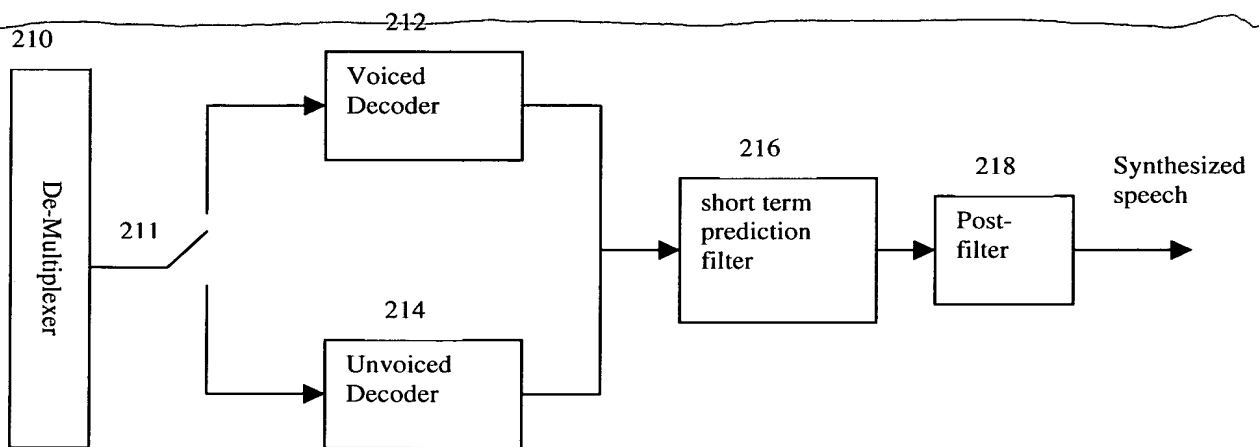 212
210
Voiced
Decoder
216
218
Synthesized
speech
De-Multiplexer
211
short term
prediction
filter
Post-
filter
214
Unvoiced
Decoder